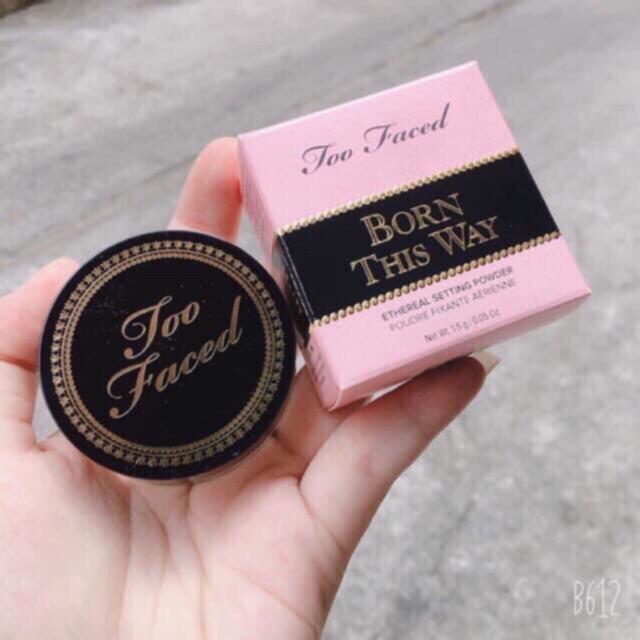 Too Faced
BORN
THIS WAY
ETHEREAL SETTING POWDER
POUDRE FIXANTE AÉRIENNE
Net Wt. 1.5 g / 0.05 Oz
Too
Faced
B612